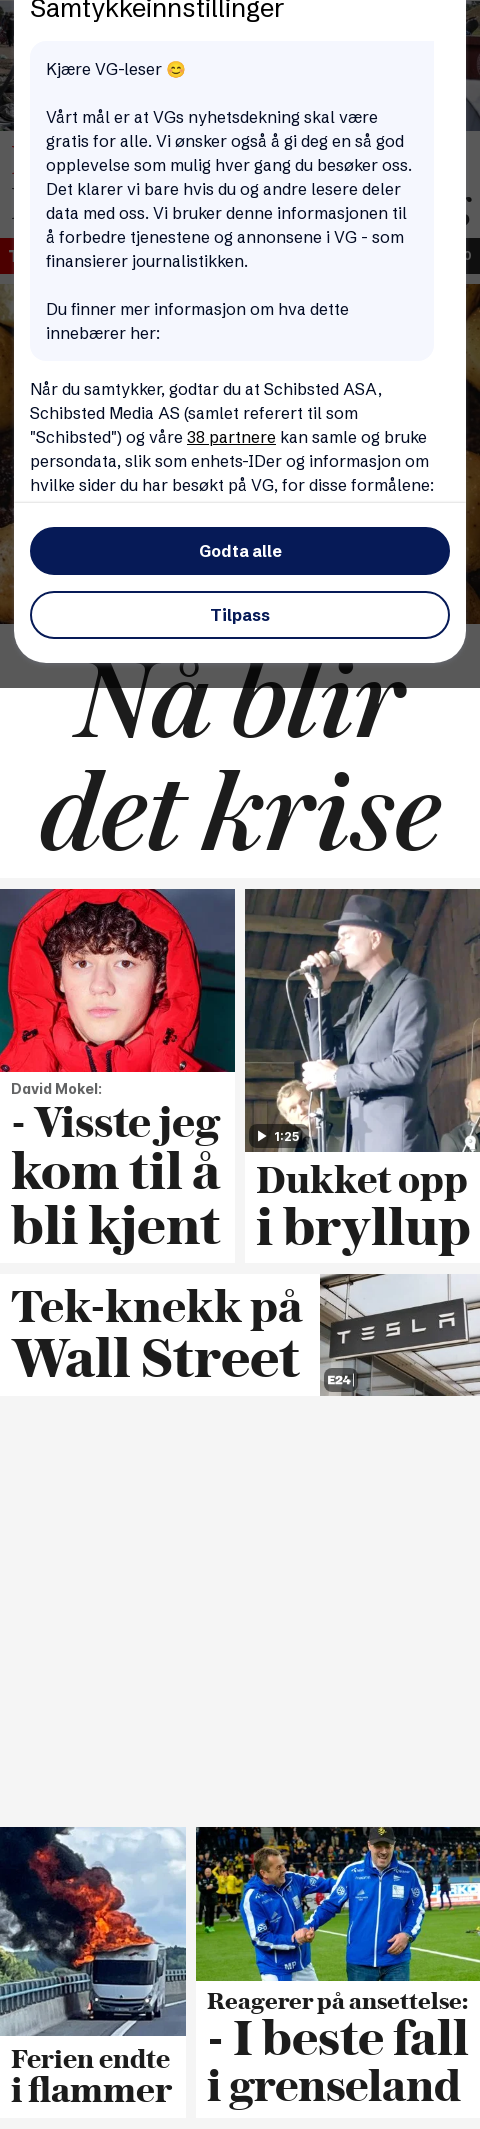 Samtykkeinnstillinger
Kjære VG-leser 😊
Vårt mål er at VGs nyhetsdekning skal være
gratis for alle. Vi ønsker også å gi deg en så god
opplevelse som mulig hver gang du besøker oss.
Det klarer vi bare hvis du og andre lesere deler
data med oss. Vi bruker denne informasjonen til
å forbedre tjenestene og annonsene i VG - som
finansierer journalistikken.
Du finner mer informasjon om hva dette
innebærer her:
Når du samtykker, godtar du at Schibsted ASA,
Schibsted Media AS (samlet referert til som
"Schibsted") og våre 38 partnere kan samle og bruke
persondata, slik som enhets-IDer og informasjon om
hvilke sider du har besøkt på VG, for disse formålene:
Godta alle
Tilpass
Nå blir
det krise
David Mokel:
- Visste jeg
kom til å
bli kjent
1:25
Dukket opp
i bryllup
Tek-knekk på
Wall Street
TESLA
E24
Ferien endte
i flammer
MP
Reagerer på ansettelse:
- I beste fall
i grenseland